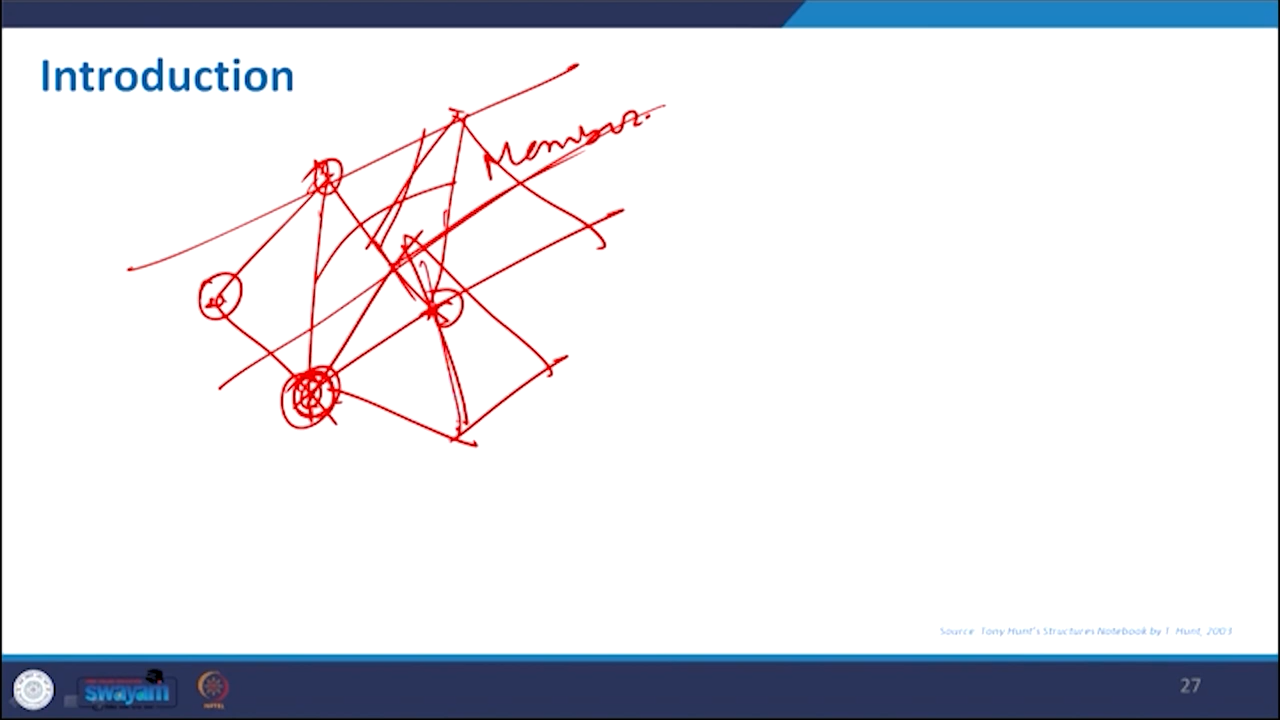 Introduction
Member.
Source: Tony Hunt's Structures Notebook by T. Hunt, 2003
swayam
27